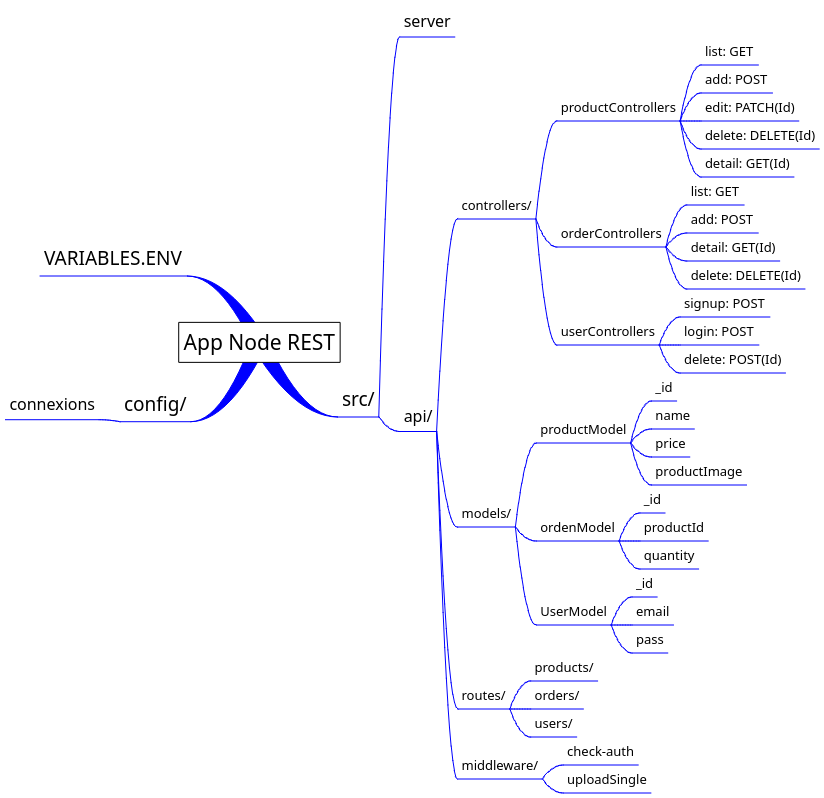 server
list: GET
add: POST
productControllers
edit: PATCH(Id)
delete: DELETE(Id)
detail: GET(Id)
controllers/
list: GET
add: POST
orderControllers
detail: GET(Id)
delete: DELETE(Id)
signup: POST
userControllers
login: POST
delete: POST(Id)
VARIABLES.ENV
App Node REST
connexions
config/
src/
api/
_id
name
productModel
price
productImage
models/
_id
ordenModel
productId
quantity
_id
UserModel
email
pass
products/
routes/
orders/
users/
middleware/
check-auth
uploadSingle